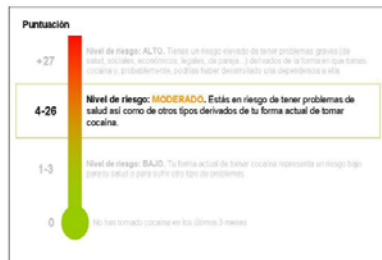 Puntuación
+27
Nivel de riesgo: ALTO. Tienes un riesgo elevado de tener problemas graves (de
salud, sociales, económicos, legales, de pareja...) derivados de la forma en que tomas
cocaína y, probablemente, podrías haber desarrollado una dependencia a ella.
4-26
Nivel de riesgo: MODERADO. Estás en riesgo de tener problemas de
salud así como de otros tipos derivados de tu forma actual de tomar
cocaína.
1-3
Nivel de riesgo: BAJO. Tu forma actual de tomar cocaína representa un riesgo bajo
para tu salud o para sufrir otro tipo de problemas.
0
No has tomado cocaína en los últimos 3 meses